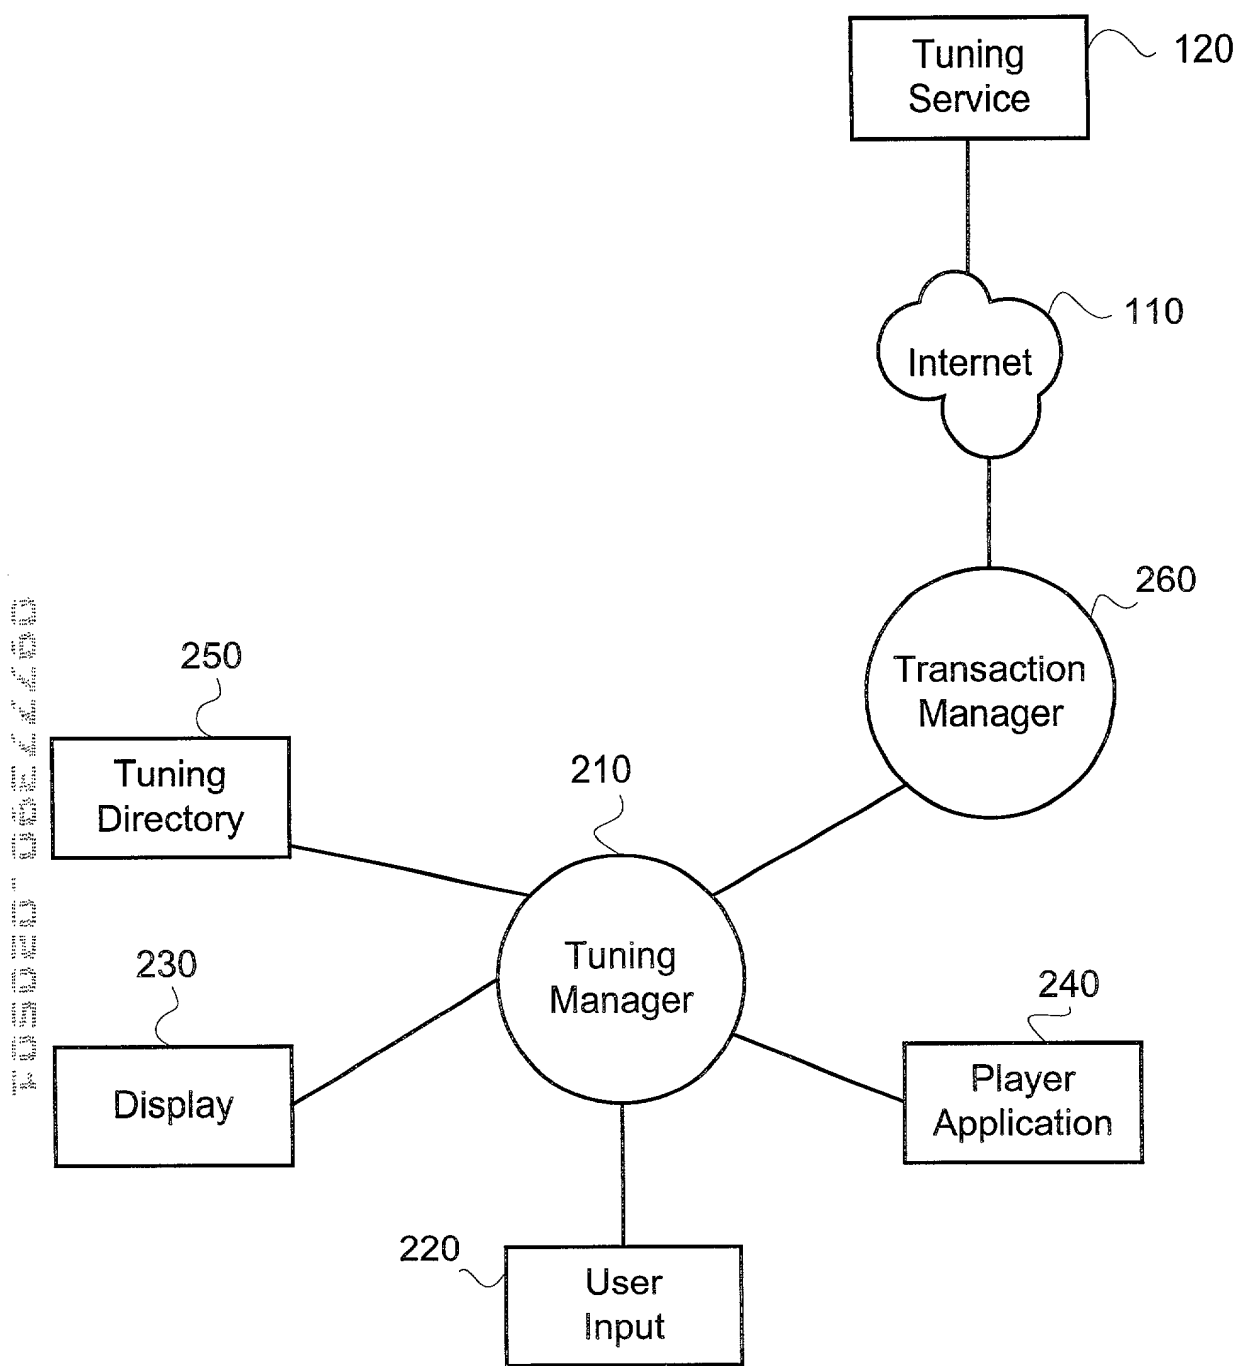 Tuning
Service
120
Internet
110
Transaction
Manager
260
250
Tuning
Directory
210
Tuning
Manager
230
Display
240
Player
Application
220
User
Input